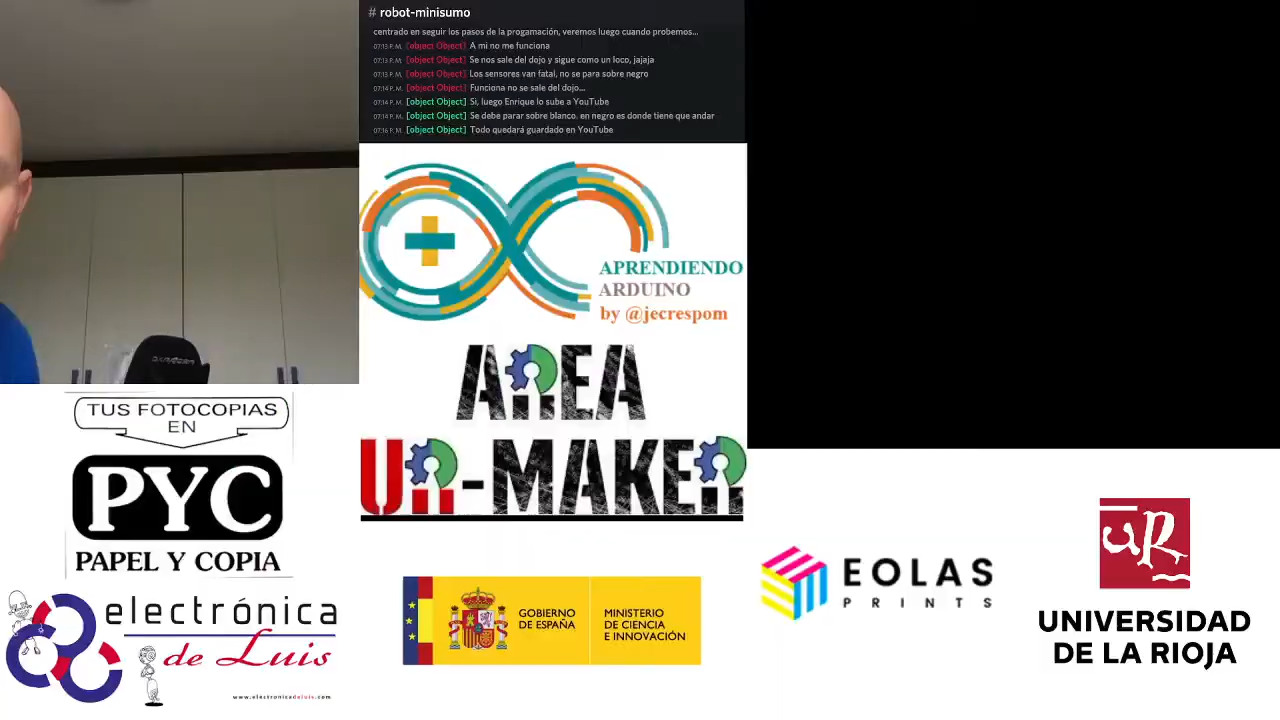 # robot-minisumo
centrado en seguir los pasos de la progamación, veremos luego cuando probemos...
07:13 P. M. [object Object] A mi no me funciona
07:13 P. M. [object Object] Se nos sale del dojo y sigue como un loco, jajaja
07:13 P. M. [object Object] Los sensores van fatal, no se para sobre negro
07:14 P. M. [object Object] Funciona no se sale del dojo...
07:14 P. M. [object Object] Si, luego Enrique lo sube a YouTube
07:14 P. M. [object Object] Se debe parar sobre blanco. en negro es donde tiene que andar
07:16 P. M. [object Object] Todo quedará guardado en YouTube
APRENDIENDO
ARDUINO
by @jecrespom
AREA
UR-MAKER
TUS FOTOCOPIAS
EN
PYC
PAPEL Y COPIA
electrónica
de Luis
www.electronicadeluis.com
GOBIERNO
DE ESPAÑA
MINISTERIO
DE CIENCIA
E INNOVACIÓN
EOLAS
PRINTS
UR
UNIVERSIDAD
DE LA RIOJA